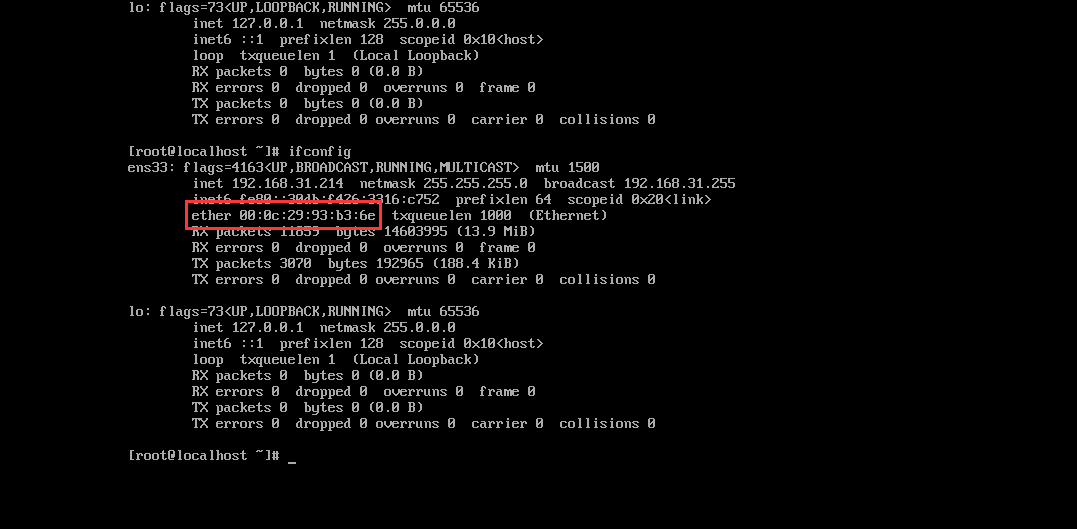 lo: flags=73<UP,LOOPBACK,RUNNING>  mtu 65536
        inet 127.0.0.1  netmask 255.0.0.0
        inet6 ::1  prefixlen 128  scopeid 0x10<host>
        loop  txqueuelen 1  (Local Loopback)
        RX packets 0  bytes 0 (0.0 B)
        RX errors 0  dropped 0  overruns 0  frame 0
        TX packets 0  bytes 0 (0.0 B)
        TX errors 0  dropped 0 overruns 0  carrier 0  collisions 0
[root@localhost ~]# ifconfig
ens33: flags=4163<UP,BROADCAST,RUNNING,MULTICAST>  mtu 1500
        inet 192.168.31.214  netmask 255.255.255.0  broadcast 192.168.31.255
        inet6 fe80::30db:f426:3316:c752  prefixlen 64  scopeid 0x20<link>
        ether 00:0c:29:93:b3:6e  txqueuelen 1000  (Ethernet)
        RX packets 11859  bytes 14603995 (13.9 MiB)
        RX errors 0  dropped 0  overruns 0  frame 0
        TX packets 3070  bytes 192965 (188.4 KiB)
        TX errors 0  dropped 0 overruns 0  carrier 0  collisions 0
lo: flags=73<UP,LOOPBACK,RUNNING>  mtu 65536
        inet 127.0.0.1  netmask 255.0.0.0
        inet6 ::1  prefixlen 128  scopeid 0x10<host>
        loop  txqueuelen 1  (Local Loopback)
        RX packets 0  bytes 0 (0.0 B)
        RX errors 0  dropped 0  overruns 0  frame 0
        TX packets 0  bytes 0 (0.0 B)
        TX errors 0  dropped 0 overruns 0  carrier 0  collisions 0
[root@localhost ~]# _